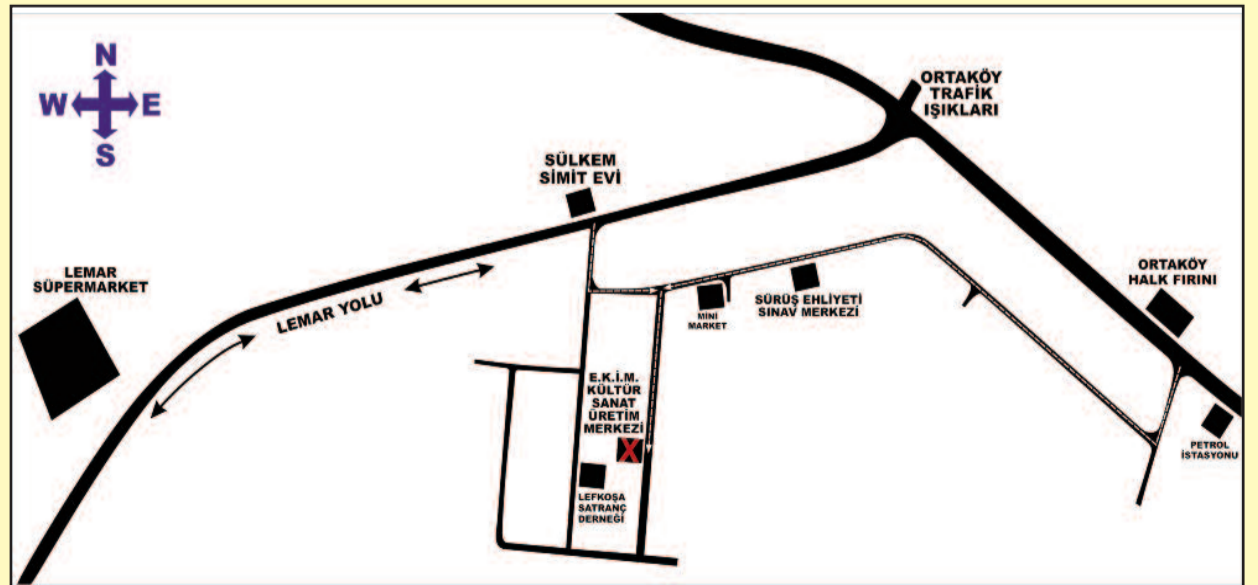 N
W E
S
ORTAKÖY
TRAFİK
IŞIKLARI
SÜLKEM
SİMİT EVİ
LEMAR
SÜPERMARKET
LEMAR YOLU
MİNİ
MARKET
SÜRÜŞ EHLİYETİ
SINAV MERKEZİ
ORTAKÖY
HALK FIRINI
E.K.İ.M.
KÜLTÜR
SANAT
ÜRETİM
MERKEZİ
X
LEFKOŞA
SATRANÇ
DERNEĞİ
PETROL
İSTASYONU